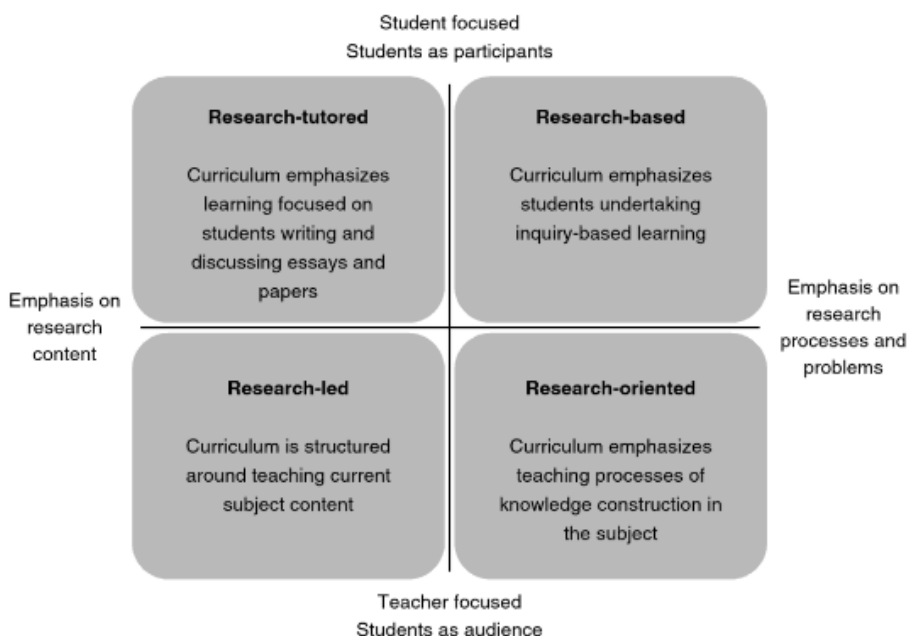 Student focused
Students as participants
Research-tutored
Curriculum emphasizes
learning focused on
students writing and
discussing essays and
papers
Research-based
Curriculum emphasizes
students undertaking
inquiry-based learning
Emphasis on
research
content
Emphasis on
research
processes and
problems
Research-led
Curriculum is structured
around teaching current
subject content
Research-oriented
Curriculum emphasizes
teaching processes of
knowledge construction in
the subject
Teacher focused
Students as audience